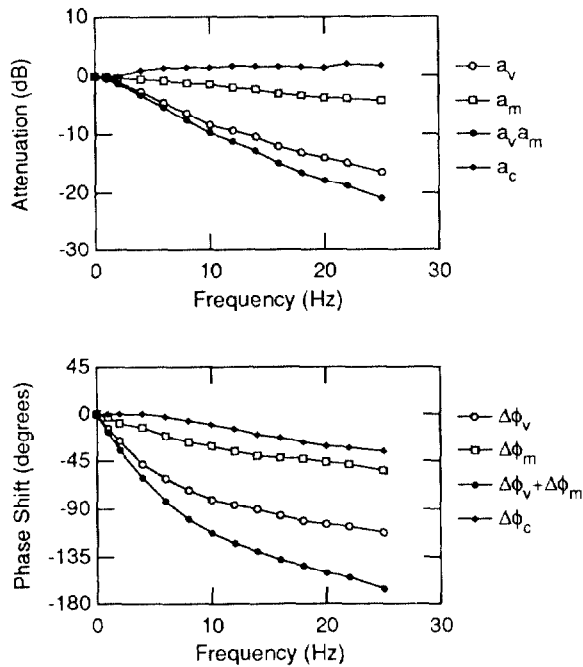 Attenuation (dB)
10
0
-10
-20
-30
0
10
20
30
Frequency (Hz)
a_v
a_m
a_v a_m
a_c
Phase Shift (degrees)
45
0
-45
-90
-135
-180
0
10
20
30
Frequency (Hz)
Δϕ_v
Δϕ_m
Δϕ_v+Δϕ_m
Δϕ_c